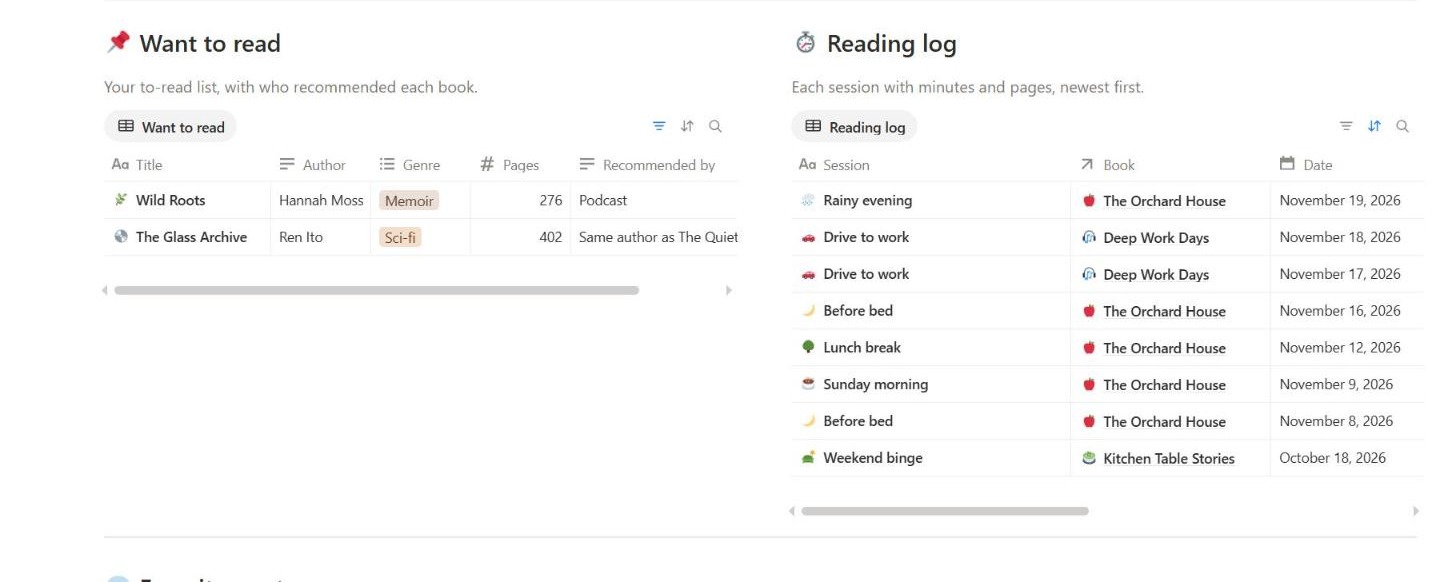 Want to read
Your to-read list, with who recommended each book.
Want to read
Aa Title Author Genre # Pages Recommended by
Wild Roots Hannah Moss Memoir 276 Podcast
The Glass Archive Ren Ito Sci-fi 402 Same author as The Quiet
Reading log
Each session with minutes and pages, newest first.
Reading log
Aa Session Book Date
Rainy evening The Orchard House November 19, 2026
Drive to work Deep Work Days November 18, 2026
Drive to work Deep Work Days November 17, 2026
Before bed The Orchard House November 16, 2026
Lunch break The Orchard House November 12, 2026
Sunday morning The Orchard House November 9, 2026
Before bed The Orchard House November 8, 2026
Weekend binge Kitchen Table Stories October 18, 2026